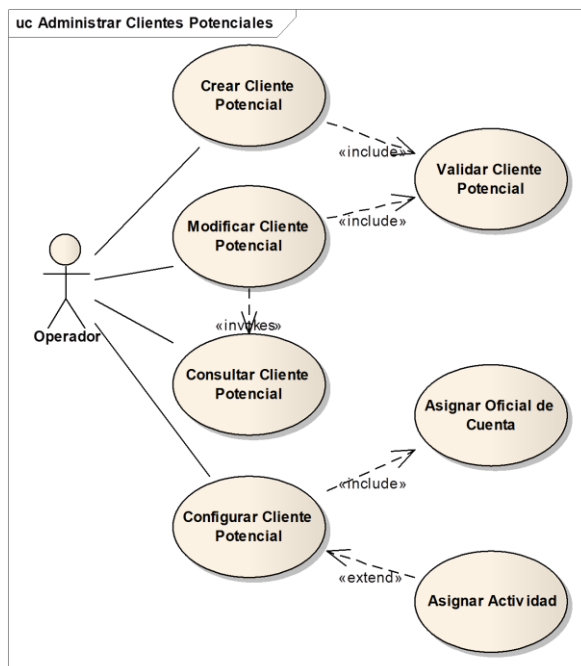 uc Administrar Clientes Potenciales
Crear Cliente
Potencial
«include»
Validar Cliente
Potencial
Modificar Cliente
Potencial
«include»
Operador
«invokes»
Consultar Cliente
Potencial
Asignar Oficial de
Cuenta
«include»
Configurar Cliente
Potencial
«extend»
Asignar Actividad